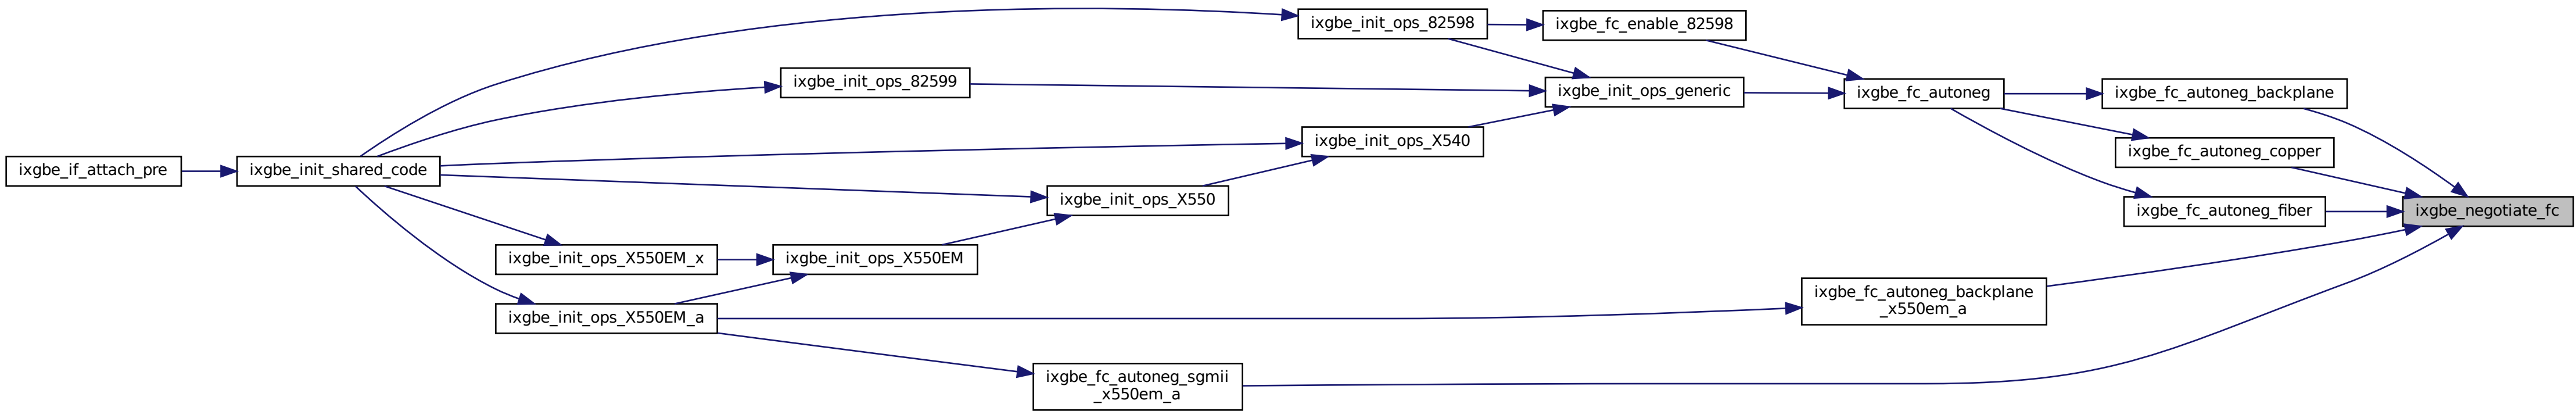 ixgbe_init_ops_82598
ixgbe_fc_enable_82598
ixgbe_init_ops_82599
ixgbe_init_ops_generic
ixgbe_fc_autoneg
ixgbe_fc_autoneg_backplane
ixgbe_init_ops_X540
ixgbe_fc_autoneg_copper
ixgbe_if_attach_pre
ixgbe_init_shared_code
ixgbe_init_ops_X550
ixgbe_fc_autoneg_fiber
ixgbe_negotiate_fc
ixgbe_init_ops_X550EM_x
ixgbe_init_ops_X550EM
ixgbe_fc_autoneg_backplane
_x550em_a
ixgbe_init_ops_X550EM_a
ixgbe_fc_autoneg_sgmii
_x550em_a